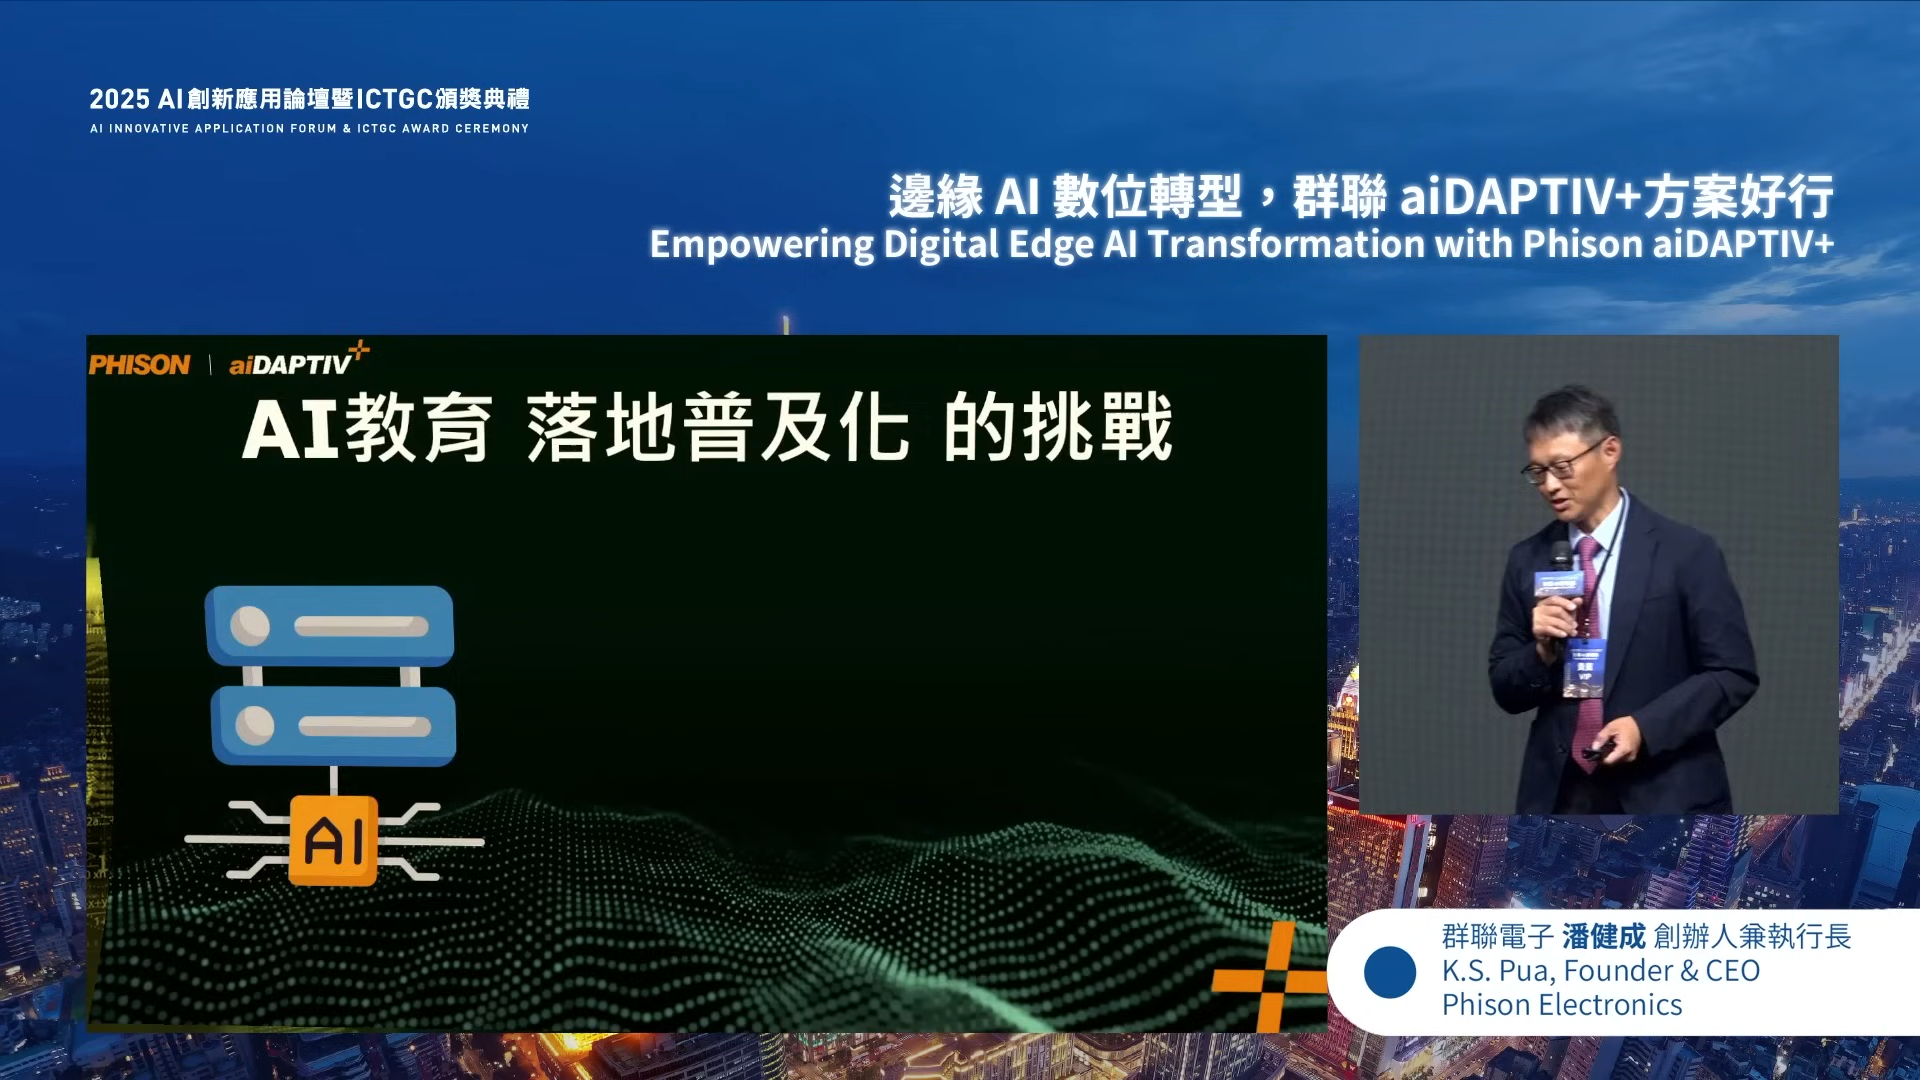 2025 AI創新應用論壇暨ICTGC頒獎典禮
AI INNOVATIVE APPLICATION FORUM & ICTGC AWARD CEREMONY
邊緣 AI 數位轉型，群聯 aiDAPTIV+方案好行
Empowering Digital Edge AI Transformation with Phison aiDAPTIV+
PHISON | aiDAPTIV+
AI教育 落地普及化 的挑戰
AI
貴賓
VIP
群聯電子 潘健成 創辦人兼執行長
K.S. Pua, Founder & CEO
Phison Electronics